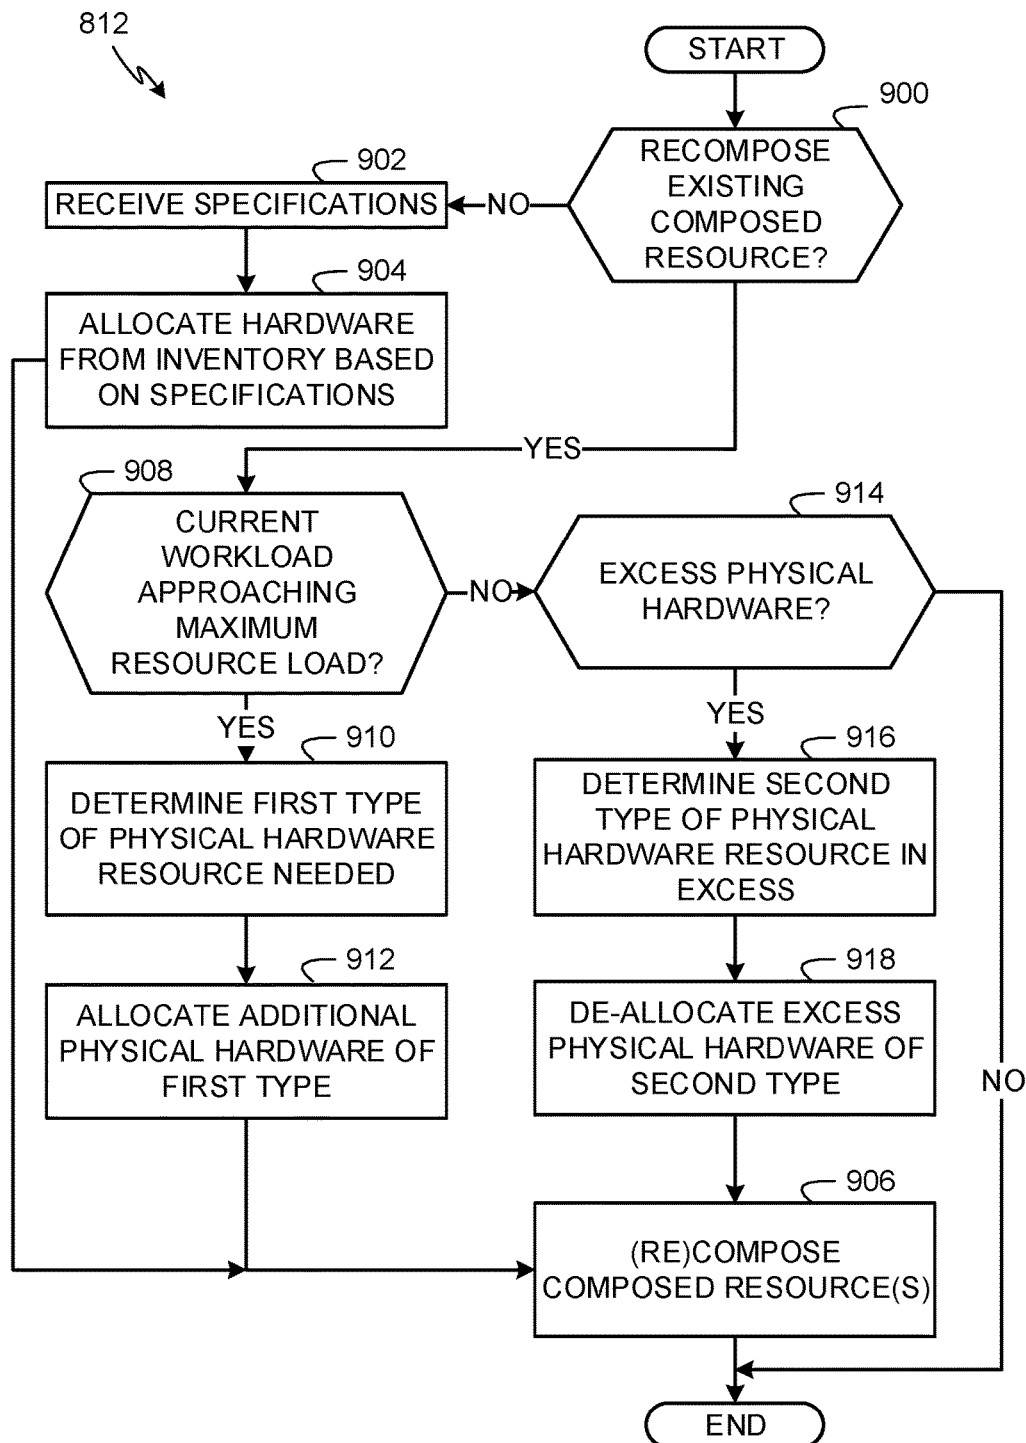 812
START
900
RECOMPOSE
EXISTING
COMPOSED
RESOURCE?
902
RECEIVE SPECIFICATIONS
NO
904
ALLOCATE HARDWARE
FROM INVENTORY BASED
ON SPECIFICATIONS
YES
908
CURRENT
WORKLOAD
APPROACHING
MAXIMUM
RESOURCE LOAD?
NO
914
EXCESS PHYSICAL
HARDWARE?
YES
910
DETERMINE FIRST TYPE
OF PHYSICAL HARDWARE
RESOURCE NEEDED
YES
916
DETERMINE SECOND
TYPE OF PHYSICAL
HARDWARE RESOURCE IN
EXCESS
912
ALLOCATE ADDITIONAL
PHYSICAL HARDWARE OF
FIRST TYPE
918
DE-ALLOCATE EXCESS
PHYSICAL HARDWARE OF
SECOND TYPE
NO
906
(RE)COMPOSE
COMPOSED RESOURCE(S)
END